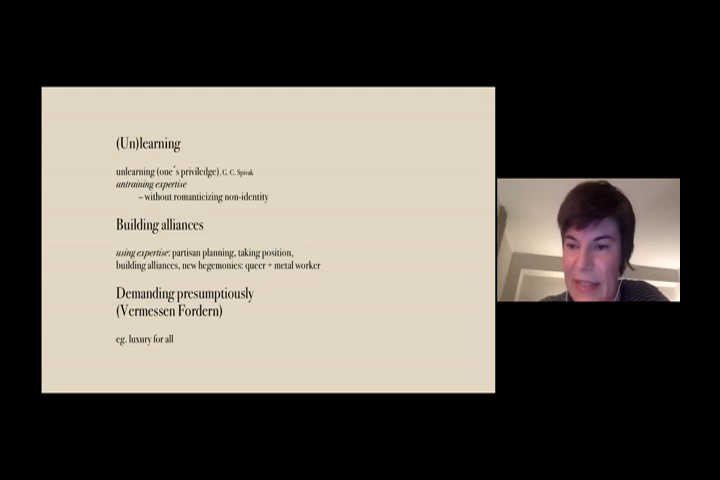 (Un)learning
unlearning (one´s priviledge), G. C. Spivak
untraining expertise
– without romanticizing non-identity
Building alliances
using expertise: partisan planning, taking position,
building alliances, new hegemonies: queer + metal worker
Demanding presumptiously
(Vermessen Fordern)
eg. luxury for all